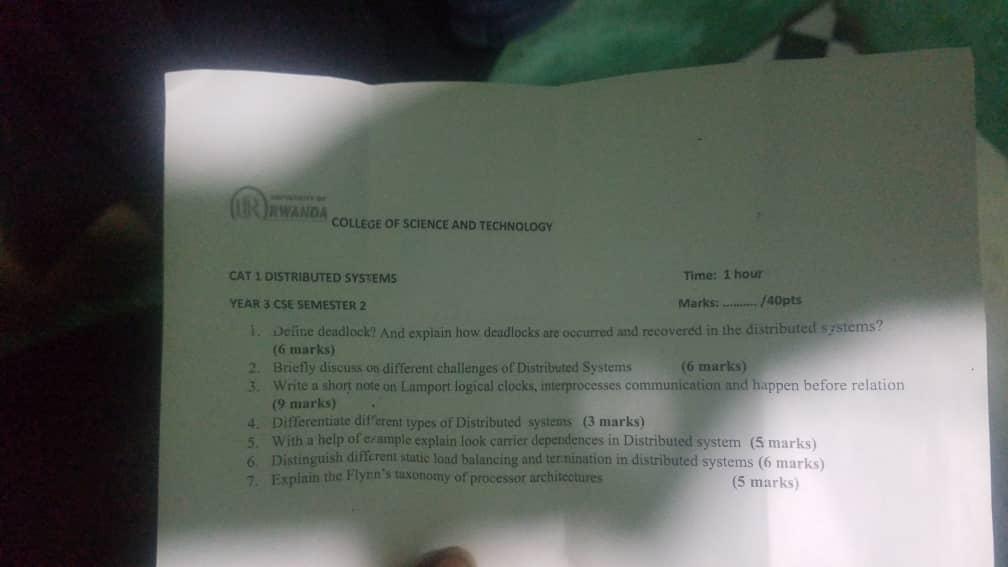 UNIVERSITY OF
UR RWANDA
COLLEGE OF SCIENCE AND TECHNOLOGY
CAT 1 DISTRIBUTED SYSTEMS
Time: 1 hour
YEAR 3 CSE SEMESTER 2
Marks: .......... /40pts
1. Define deadlock? And explain how deadlocks are occurred and recovered in the distributed systems?
(6 marks)
2. Briefly discuss on different challenges of Distributed Systems (6 marks)
3. Write a short note on Lamport logical clocks, interprocesses communication and happen before relation
(9 marks)
4. Differentiate different types of Distributed systems (3 marks)
5. With a help of example explain look carrier dependences in Distributed system (5 marks)
6. Distinguish different static load balancing and termination in distributed systems (6 marks)
7. Explain the Flynn's taxonomy of processor architectures (5 marks)